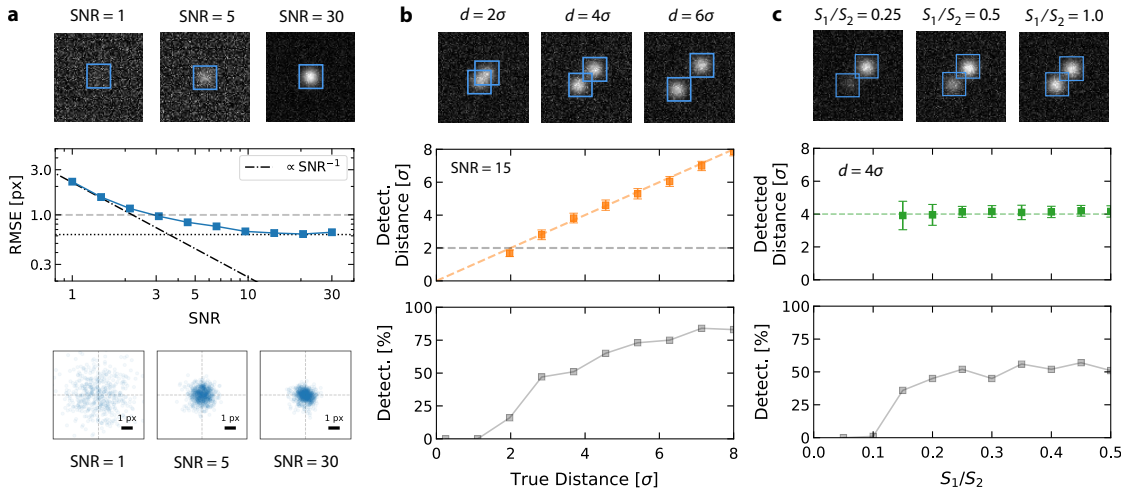 a
SNR = 1
SNR = 5
SNR = 30
3.0
1.0
0.3
RMSE [px]
∝ SNR⁻¹
1
3
5
10
30
SNR
1 px
1 px
1 px
SNR = 1
SNR = 5
SNR = 30
b
d = 2σ
d = 4σ
d = 6σ
Detect.
Distance [σ]
8
6
4
2
0
SNR = 15
Detect. [%]
100
75
50
25
0
0
2
4
6
8
True Distance [σ]
c
S₁/S₂ = 0.25
S₁/S₂ = 0.5
S₁/S₂ = 1.0
Detected
Distance [σ]
8
6
4
2
0
d = 4σ
Detect. [%]
100
75
50
25
0
0.0
0.1
0.2
0.3
0.4
0.5
S₁/S₂